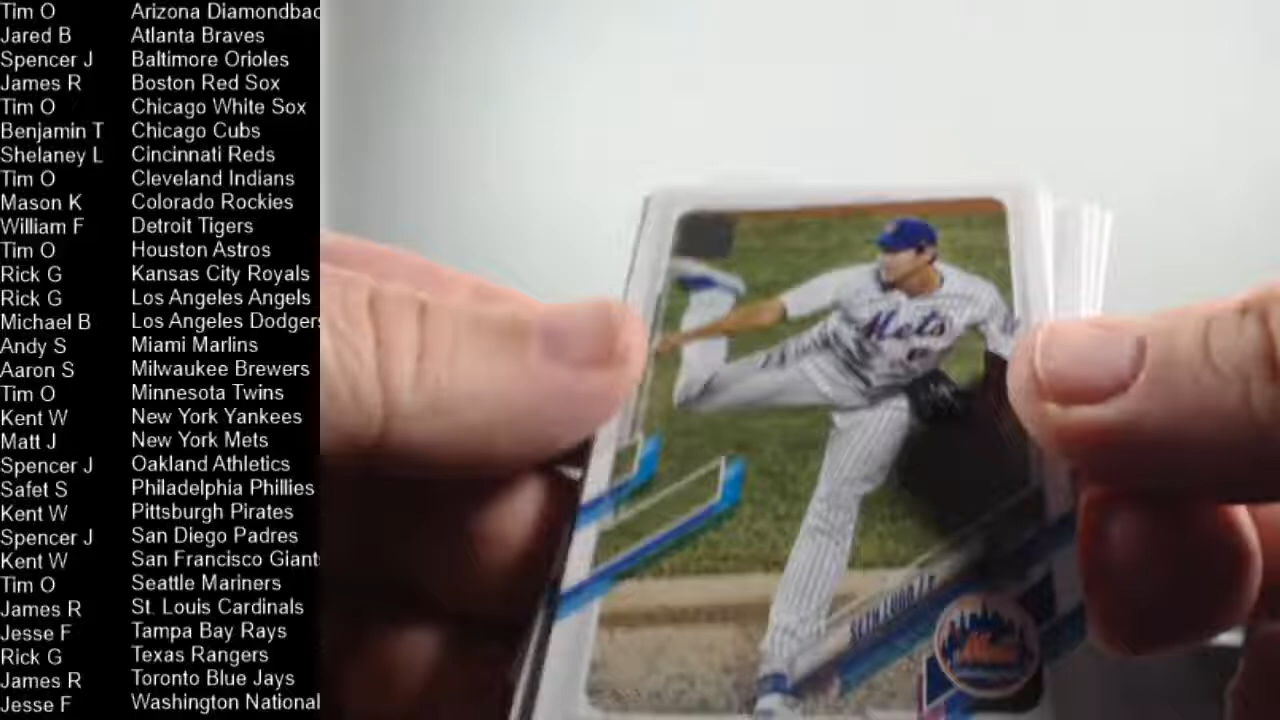 Tim O Arizona Diamondbac
Jared B Atlanta Braves
Spencer J Baltimore Orioles
James R Boston Red Sox
Tim O Chicago White Sox
Benjamin T Chicago Cubs
Shelaney L Cincinnati Reds
Tim O Cleveland Indians
Mason K Colorado Rockies
William F Detroit Tigers
Tim O Houston Astros
Rick G Kansas City Royals
Rick G Los Angeles Angels
Michael B Los Angeles Dodgers
Andy S Miami Marlins
Aaron S Milwaukee Brewers
Tim O Minnesota Twins
Kent W New York Yankees
Matt J New York Mets
Spencer J Oakland Athletics
Safet S Philadelphia Phillies
Kent W Pittsburgh Pirates
Spencer J San Diego Padres
Kent W San Francisco Giants
Tim O Seattle Mariners
James R St. Louis Cardinals
Jesse F Tampa Bay Rays
Rick G Texas Rangers
James R Toronto Blue Jays
Jesse F Washington National
Mets
SETH LUGO
Mets